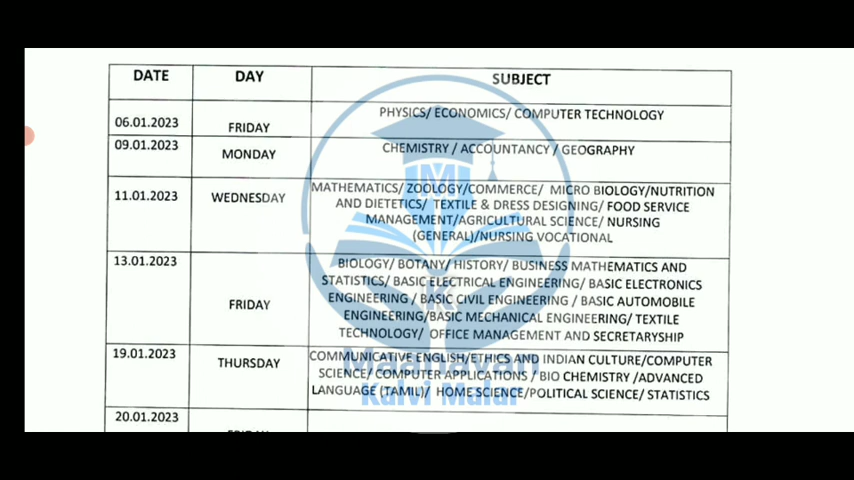 DATE DAY SUBJECT
06.01.2023 FRIDAY PHYSICS/ ECONOMICS/ COMPUTER TECHNOLOGY
09.01.2023 MONDAY CHEMISTRY / ACCOUNTANCY / GEOGRAPHY
11.01.2023 WEDNESDAY MATHEMATICS/ ZOOLOGY/COMMERCE/ MICRO BIOLOGY/NUTRITION
AND DIETETICS/ TEXTILE & DRESS DESIGNING/ FOOD SERVICE
MANAGEMENT/AGRICULTURAL SCIENCE/ NURSING
(GENERAL)/NURSING VOCATIONAL
13.01.2023 FRIDAY BIOLOGY/ BOTANY/ HISTORY/ BUSINESS MATHEMATICS AND
STATISTICS/ BASIC ELECTRICAL ENGINEERING/ BASIC ELECTRONICS
ENGINEERING / BASIC CIVIL ENGINEERING / BASIC AUTOMOBILE
ENGINEERING/BASIC MECHANICAL ENGINEERING/ TEXTILE
TECHNOLOGY/ OFFICE MANAGEMENT AND SECRETARYSHIP
19.01.2023 THURSDAY COMMUNICATIVE ENGLISH/ETHICS AND INDIAN CULTURE/COMPUTER
SCIENCE/ COMPUTER APPLICATIONS / BIO CHEMISTRY /ADVANCED
LANGUAGE (TAMIL)/ HOME SCIENCE/POLITICAL SCIENCE/ STATISTICS
20.01.2023
Maanavan
Kalvi Malar